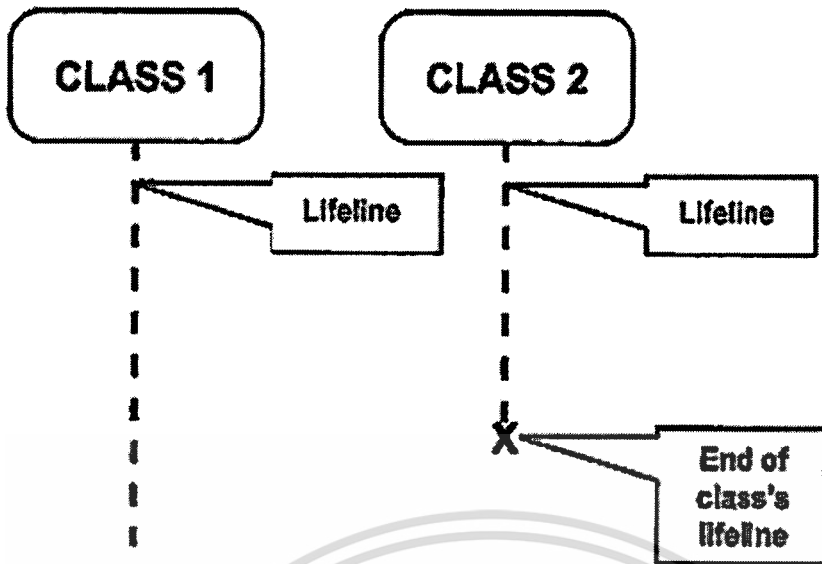 CLASS 1
CLASS 2
Lifeline
Lifeline
X
End of
class's
lifeline